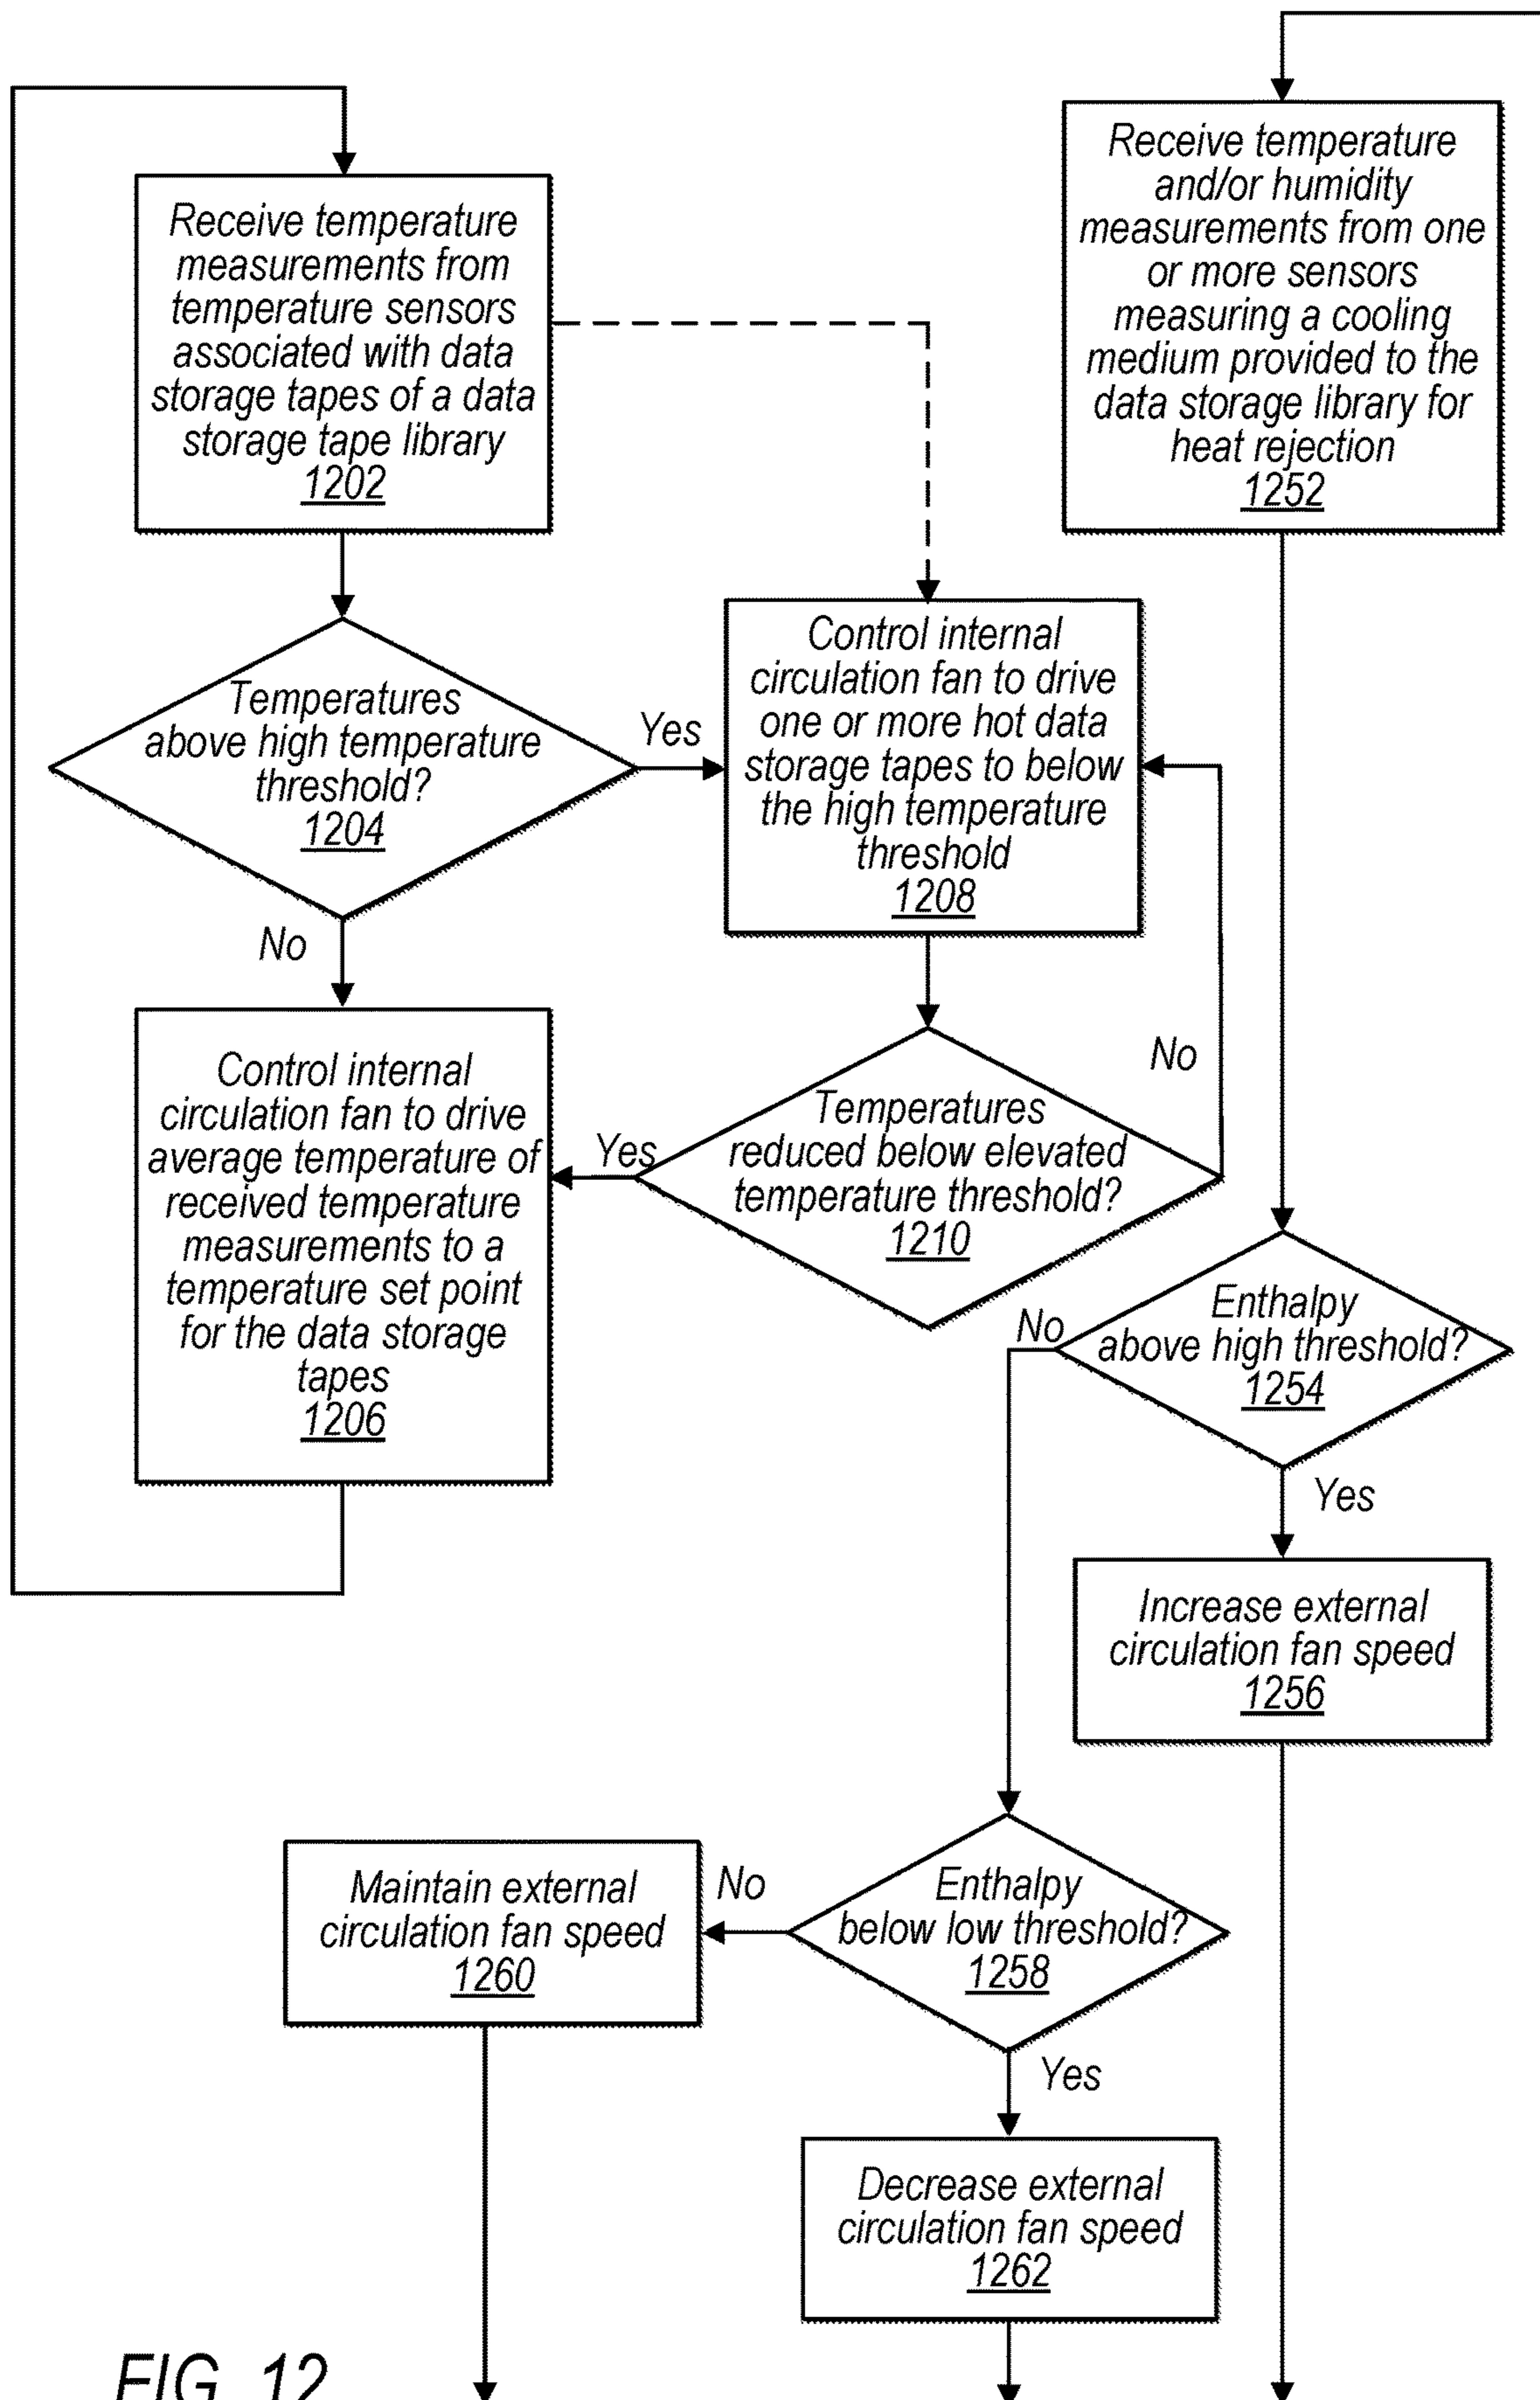 Receive temperature
measurements from
temperature sensors
associated with data
storage tapes of a data
storage tape library
1202
Receive temperature
and/or humidity
measurements from one
or more sensors
measuring a cooling
medium provided to the
data storage library for
heat rejection
1252
Temperatures
above high temperature
threshold?
1204
Yes
No
Control internal
circulation fan to drive
one or more hot data
storage tapes to below
the high temperature
threshold
1208
Control internal
circulation fan to drive
average temperature of
received temperature
measurements to a
temperature set point
for the data storage
tapes
1206
Yes
Temperatures
reduced below elevated
temperature threshold?
1210
No
No
Enthalpy
above high threshold?
1254
Yes
Increase external
circulation fan speed
1256
Maintain external
circulation fan speed
1260
No
Enthalpy
below low threshold?
1258
Yes
Decrease external
circulation fan speed
1262
FIG. 12